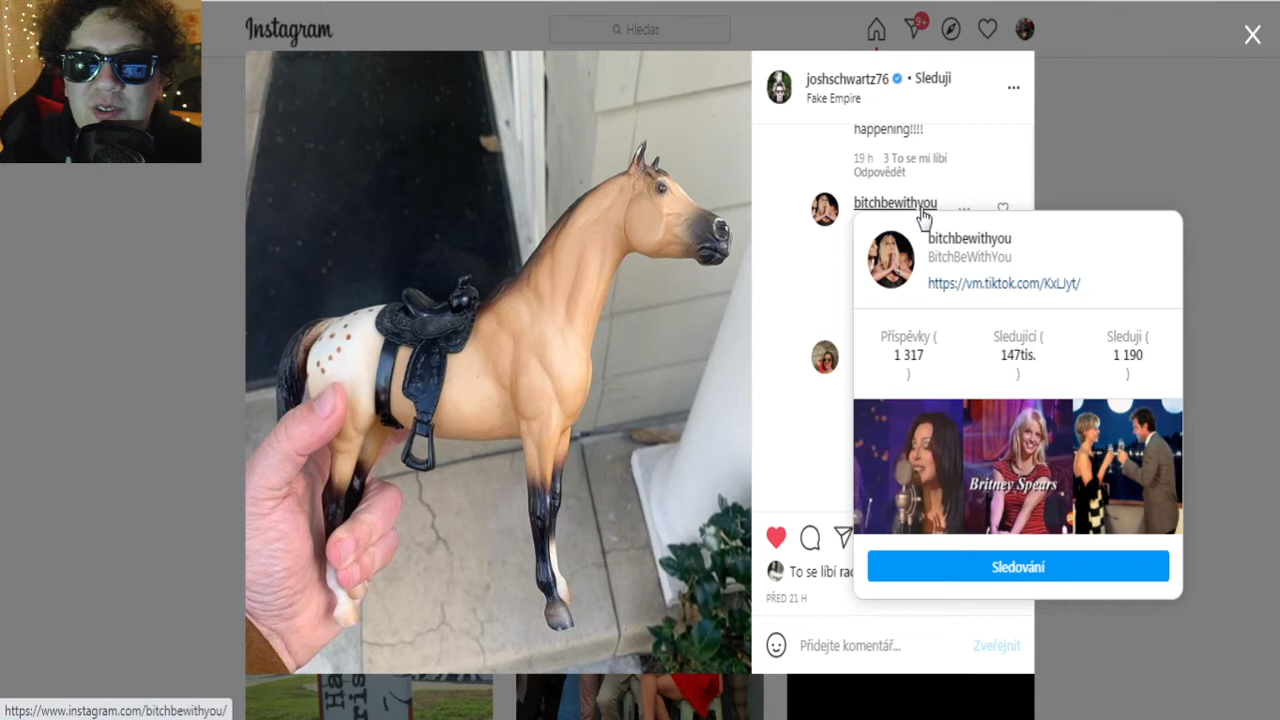 Instagram
Hledat
9+
joshschwartz76 • Sleduji
Fake Empire
happening!!!!
19 h 3 To se mi líbí
Odpovědět
bitchbewithyou
bitchbewithyou
BitchBeWithYou
https://vm.tiktok.com/KxLJyt/
Příspěvky (
1 317
)
Sledující (
147tis.
)
Sleduji (
1 190
)
Britney Spears
Sledování
To se líbí
PŘED 21 H
Přidejte komentář...
Zveřejnit
https://www.instagram.com/bitchbewithyou/